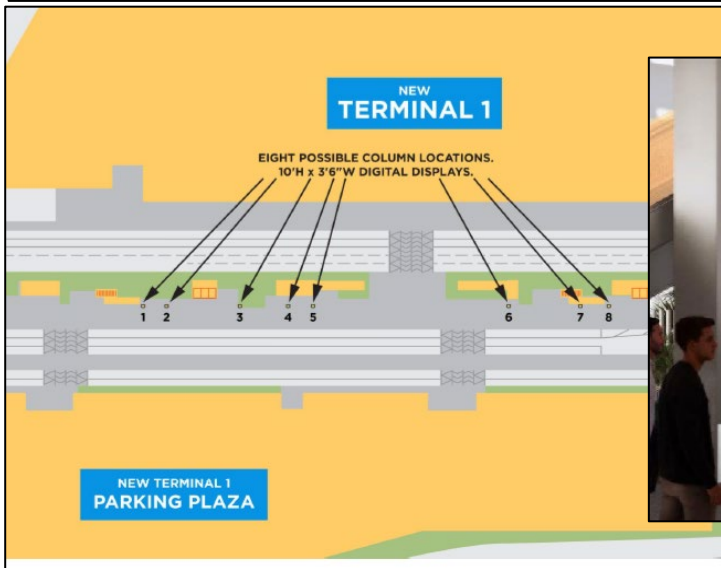 NEW
TERMINAL 1
EIGHT POSSIBLE COLUMN LOCATIONS.
10'H x 3'6"W DIGITAL DISPLAYS.
1 2 3 4 5 6 7 8
NEW TERMINAL 1
PARKING PLAZA